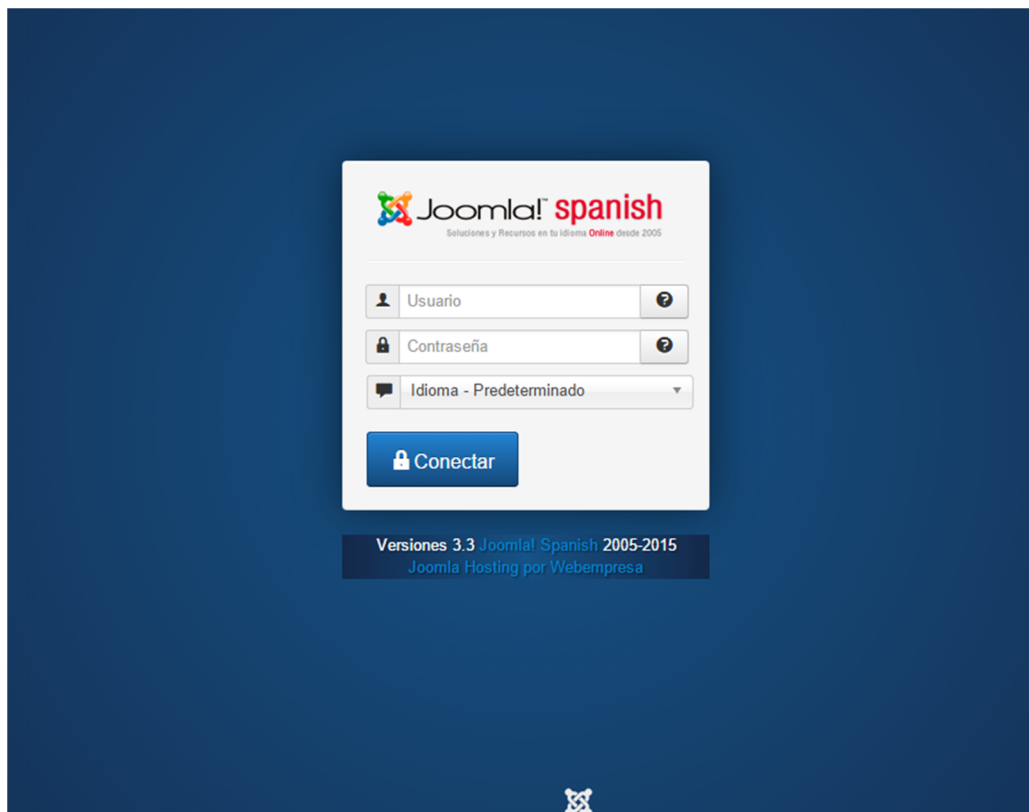 Joomla!™ spanish
Soluciones y Recursos en tu idioma Online desde 2005
Usuario
Contraseña
Idioma - Predeterminado
Conectar
Versiones 3.3 Joomla! Spanish 2005-2015
Joomla Hosting por Webempresa